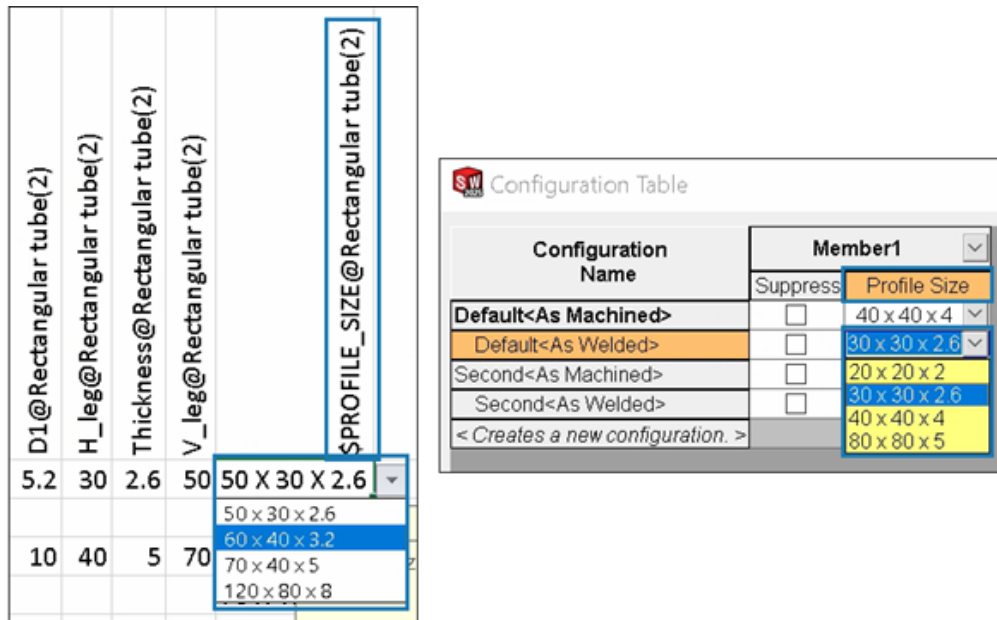 D1@Rectangular tube(2)
H_leg@Rectangular tube(2)
Thickness@Rectangular tube(2)
V_leg@Rectangular tube(2)
$PROFILE_SIZE@Rectangular tube(2)
5.2 30 2.6 50 50 X 30 X 2.6
50 x 30 x 2.6
60 x 40 x 3.2
10 40 5 70 70 x 40 x 5
120 x 80 x 8
SW 2025 Configuration Table
Configuration Name Member1
Suppress Profile Size
Default<As Machined> 40 x 40 x 4
Default<As Welded> 30 x 30 x 2.6
Second<As Machined> 20 x 20 x 2
30 x 30 x 2.6
Second<As Welded> 40 x 40 x 4
< Creates a new configuration. > 80 x 80 x 5